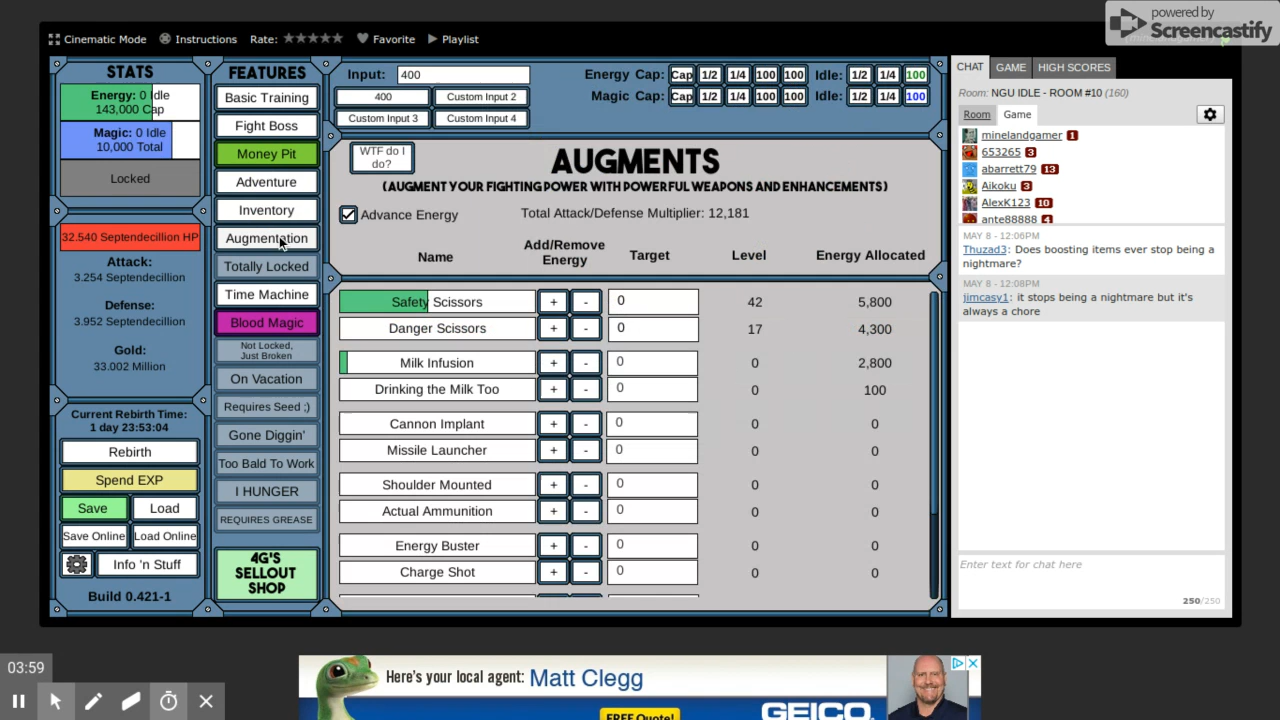 powered by
Screencastify
Cinematic Mode
Instructions
Rate:
Favorite
Playlist
STATS
Energy: 0 Idle
143,000 Cap
Magic: 0 Idle
10,000 Total
Locked
32.540 Septendecillion HP
Attack:
3.254 Septendecillion
Defense:
3.952 Septendecillion
Gold:
33.002 Million
Current Rebirth Time:
1 day 23:53:04
Rebirth
Spend EXP
Save
Load
Save Online
Load Online
Info 'n Stuff
Build 0.421-1
FEATURES
Basic Training
Fight Boss
Money Pit
Adventure
Inventory
Augmentation
Totally Locked
Time Machine
Blood Magic
Not Locked,
Just Broken
On Vacation
Requires Seed ;)
Gone Diggin'
Too Bald To Work
I HUNGER
REQUIRES GREASE
4G'S
SELLOUT
SHOP
Input: 400
400
Custom Input 2
Custom Input 3
Custom Input 4
Energy Cap: Cap 1/2 1/4 100 100 Idle: 1/2 1/4 100
Magic Cap: Cap 1/2 1/4 100 100 Idle: 1/2 1/4 100
WTF do I
do?
AUGMENTS
(AUGMENT YOUR FIGHTING POWER WITH POWERFUL WEAPONS AND ENHANCEMENTS)
Advance Energy
Total Attack/Defense Multiplier: 12,181
Name
Add/Remove
Energy
Target
Level
Energy Allocated
Safety Scissors + - 0 42 5,800
Danger Scissors + - 0 17 4,300
Milk Infusion + - 0 0 2,800
Drinking the Milk Too + - 0 0 100
Cannon Implant + - 0 0 0
Missile Launcher + - 0 0 0
Shoulder Mounted + - 0 0 0
Actual Ammunition + - 0 0 0
Energy Buster + - 0 0 0
Charge Shot + - 0 0 0
CHAT
GAME
HIGH SCORES
Room: NGU IDLE - ROOM #10 (160)
Room
Game
minelandgamer 1
653265 3
abarrett79 13
Aikoku 3
AlexK123 10
ante88888 4
MAY 8 - 12:06PM
Thuzad3: Does boosting items ever stop being a
nightmare?
MAY 8 - 12:08PM
jimcasy1: it stops being a nightmare but it's
always a chore
Enter text for chat here
250/250
03:59
Here's your local agent: Matt Clegg
FREE Quote!
GEICO